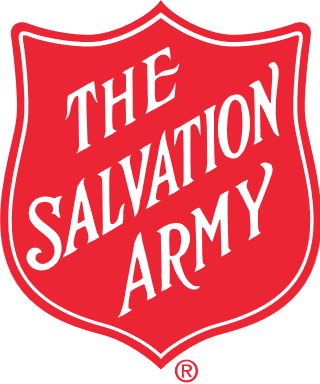 THE
SALVATION
ARMY
®